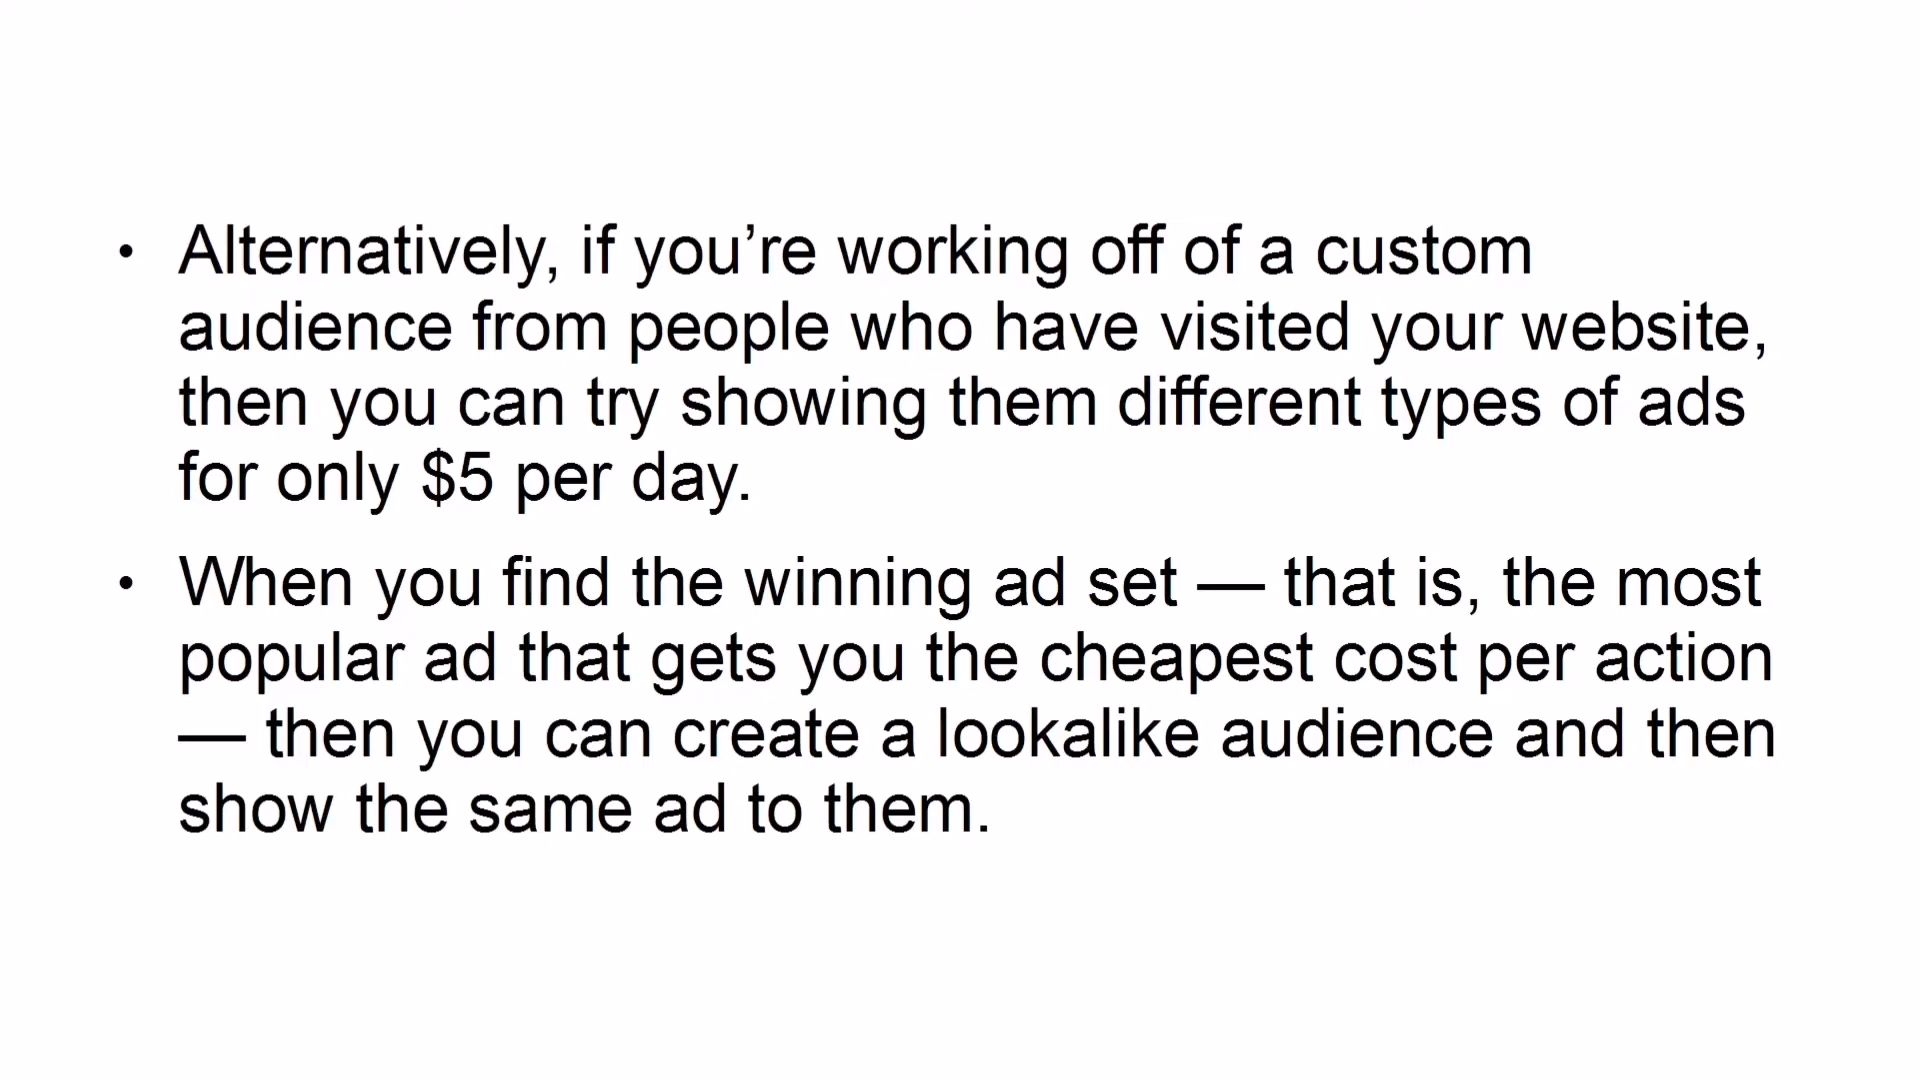 • Alternatively, if you’re working off of a custom
audience from people who have visited your website,
then you can try showing them different types of ads
for only $5 per day.
• When you find the winning ad set — that is, the most
popular ad that gets you the cheapest cost per action
— then you can create a lookalike audience and then
show the same ad to them.